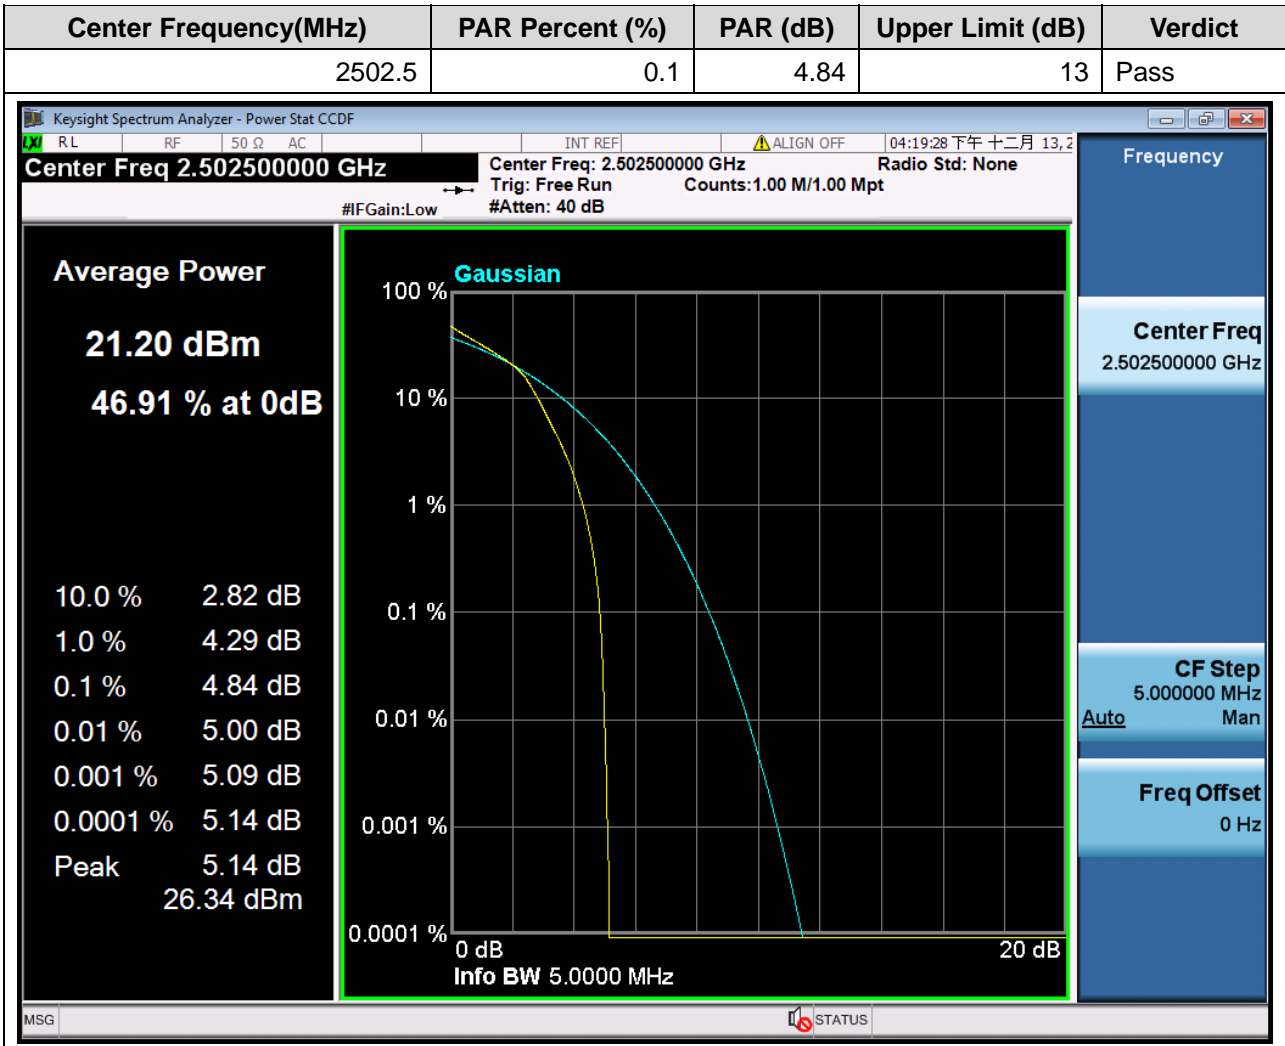 Center Frequency(MHz) PAR Percent (%) PAR (dB) Upper Limit (dB) Verdict
2502.5 0.1 4.84 13 Pass
Keysight Spectrum Analyzer - Power Stat CCDF
LXI RL RF 50 Ω AC INT REF ALIGN OFF 04:19:28 下午 十二月 13, 2
Center Freq 2.502500000 GHz
Center Freq: 2.502500000 GHz Radio Std: None
Trig: Free Run Counts:1.00 M/1.00 Mpt
#IFGain:Low #Atten: 40 dB
Average Power
21.20 dBm
46.91 % at 0dB
10.0 % 2.82 dB
1.0 % 4.29 dB
0.1 % 4.84 dB
0.01 % 5.00 dB
0.001 % 5.09 dB
0.0001 % 5.14 dB
Peak 5.14 dB
26.34 dBm
Gaussian
100 %
10 %
1 %
0.1 %
0.01 %
0.001 %
0.0001 %
0 dB 20 dB
Info BW 5.0000 MHz
Frequency
Center Freq
2.502500000 GHz
CF Step
5.000000 MHz
Auto Man
Freq Offset
0 Hz
MSG STATUS